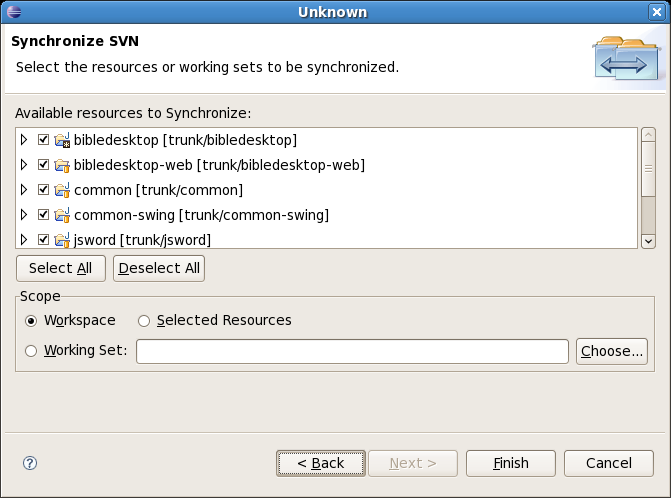 Unknown
Synchronize SVN
Select the resources or working sets to be synchronized.
Available resources to Synchronize:
bibledesktop [trunk/bibledesktop]
bibledesktop-web [trunk/bibledesktop-web]
common [trunk/common]
common-swing [trunk/common-swing]
jsword [trunk/jsword]
Select All Deselect All
Scope
Workspace Selected Resources
Working Set: Choose...
? < Back Next > Finish Cancel